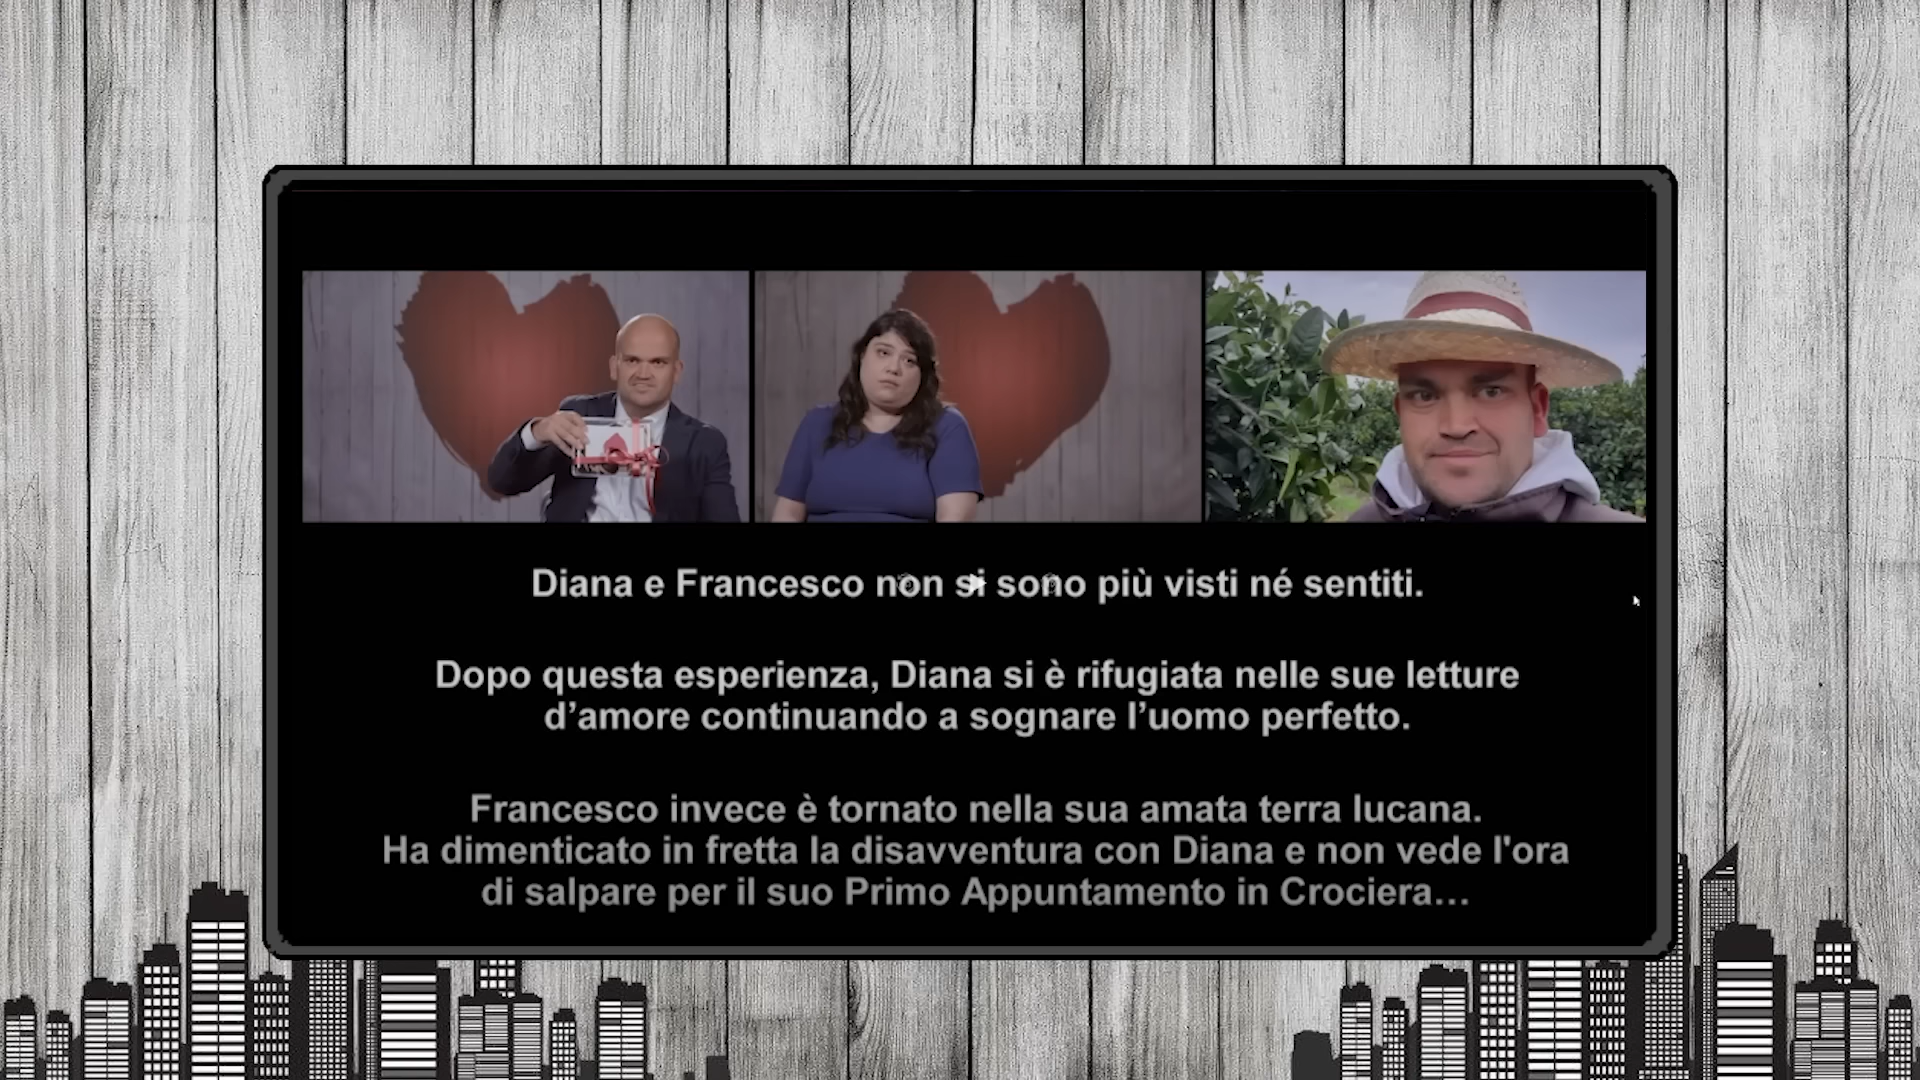 Diana e Francesco non si sono più visti né sentiti.
Dopo questa esperienza, Diana si è rifugiata nelle sue letture
d’amore continuando a sognare l’uomo perfetto.
Francesco invece è tornato nella sua amata terra lucana.
Ha dimenticato in fretta la disavventura con Diana e non vede l'ora
di salpare per il suo Primo Appuntamento in Crociera...